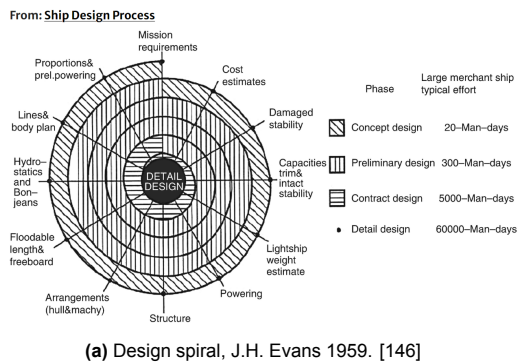 From: Ship Design Process
Mission
requirements
Proportions&
prel.powering
Cost
estimates
Lines&
body plan
Damaged
stability
Hydro–
statics
and
Bon–
jeans
Capacities
trim&
intact
stability
DETAIL
DESIGN
Floodable
length&
freeboard
Lightship
weight
estimate
Arrangements
(hull&machy)
Powering
Structure
Phase
Large merchant ship
typical effort
Concept design 20–Man–days
Preliminary design 300–Man–days
Contract design 5000–Man–days
Detail design 60000–Man–days
(a) Design spiral, J.H. Evans 1959. [146]